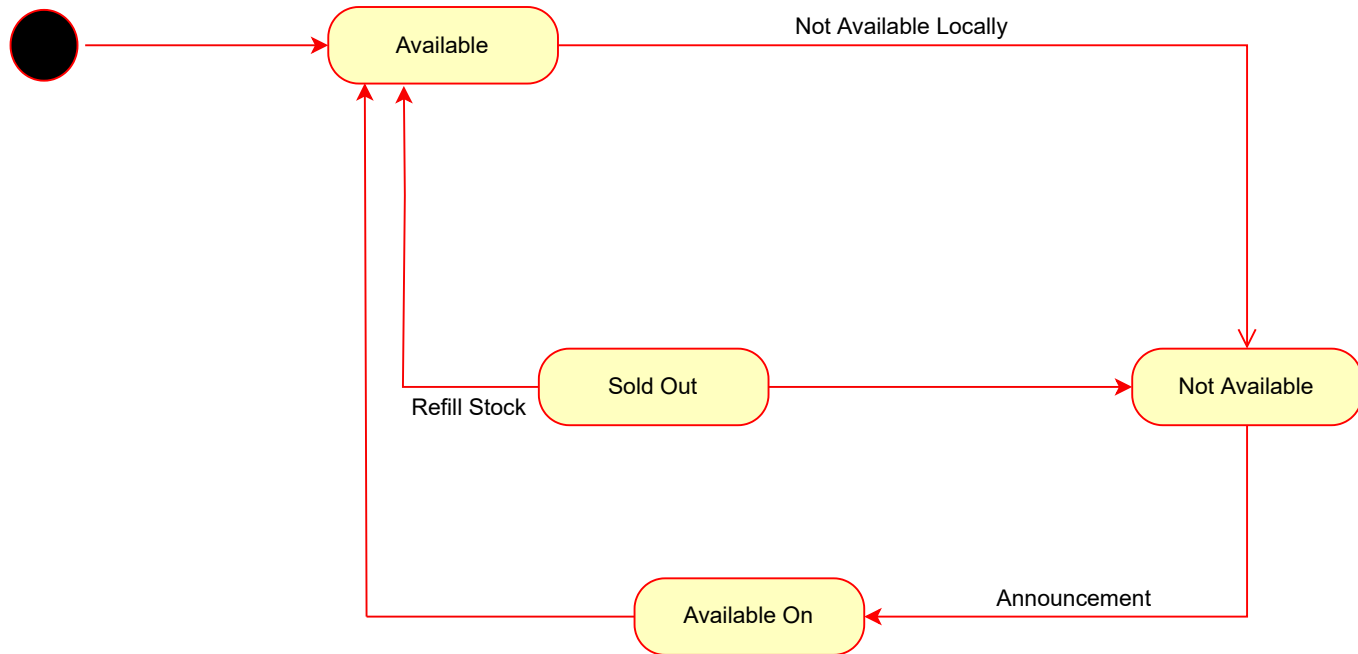 Available
Not Available Locally
Sold Out
Not Available
Refill Stock
Available On
Announcement